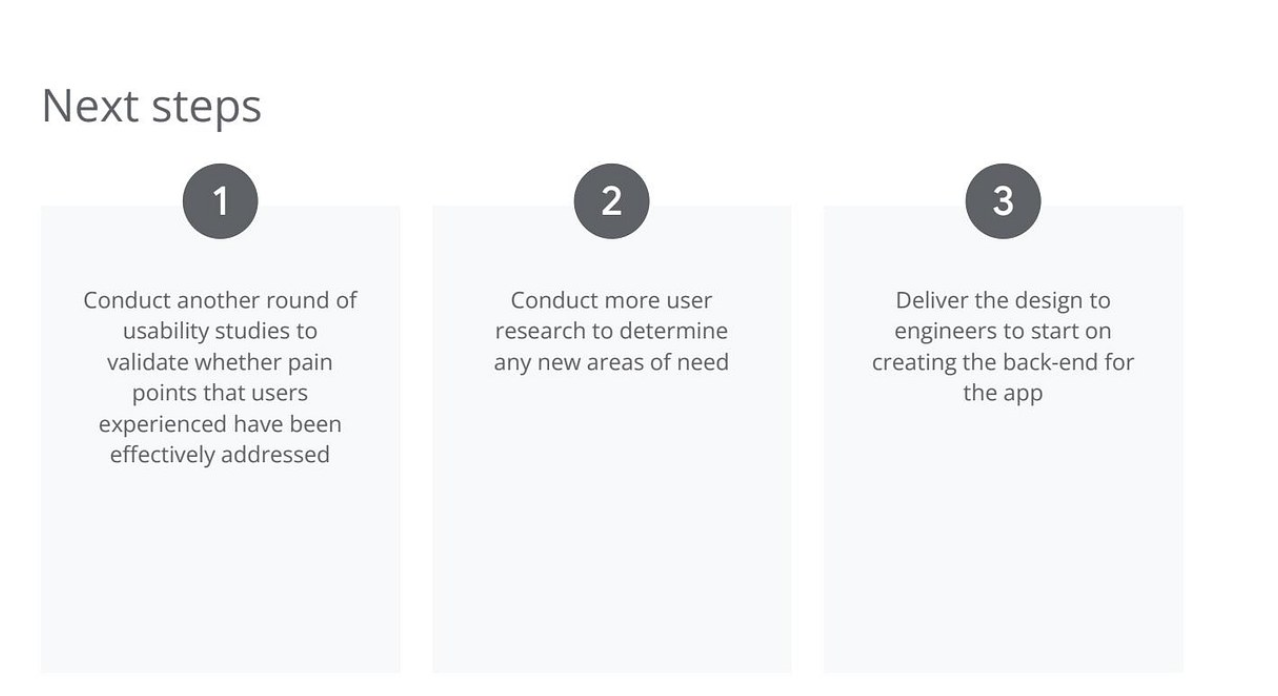 Next steps
1
Conduct another round of
usability studies to
validate whether pain
points that users
experienced have been
effectively addressed
2
Conduct more user
research to determine
any new areas of need
3
Deliver the design to
engineers to start on
creating the back-end for
the app